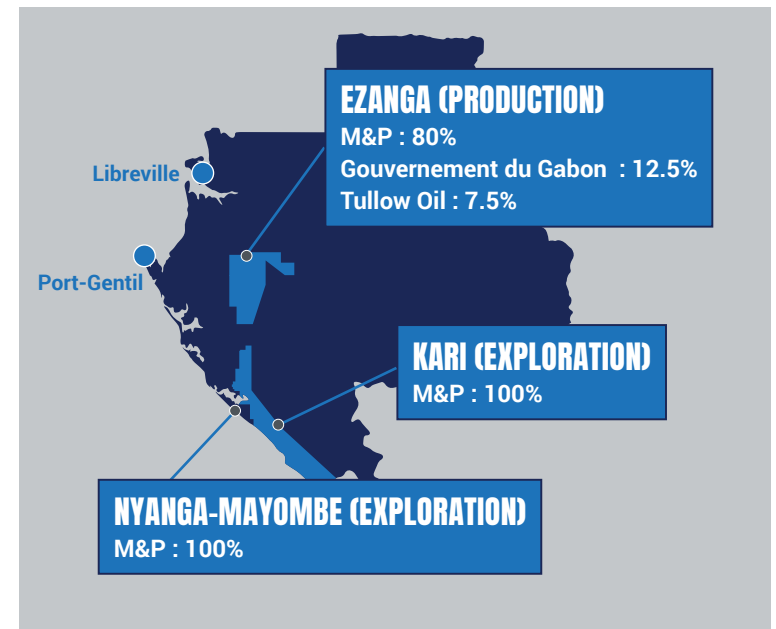 EZANGA (PRODUCTION)
M&P : 80%
Gouvernement du Gabon : 12.5%
Tullow Oil : 7.5%
Libreville
Port-Gentil
KARI (EXPLORATION)
M&P : 100%
NYANGA-MAYOMBE (EXPLORATION)
M&P : 100%